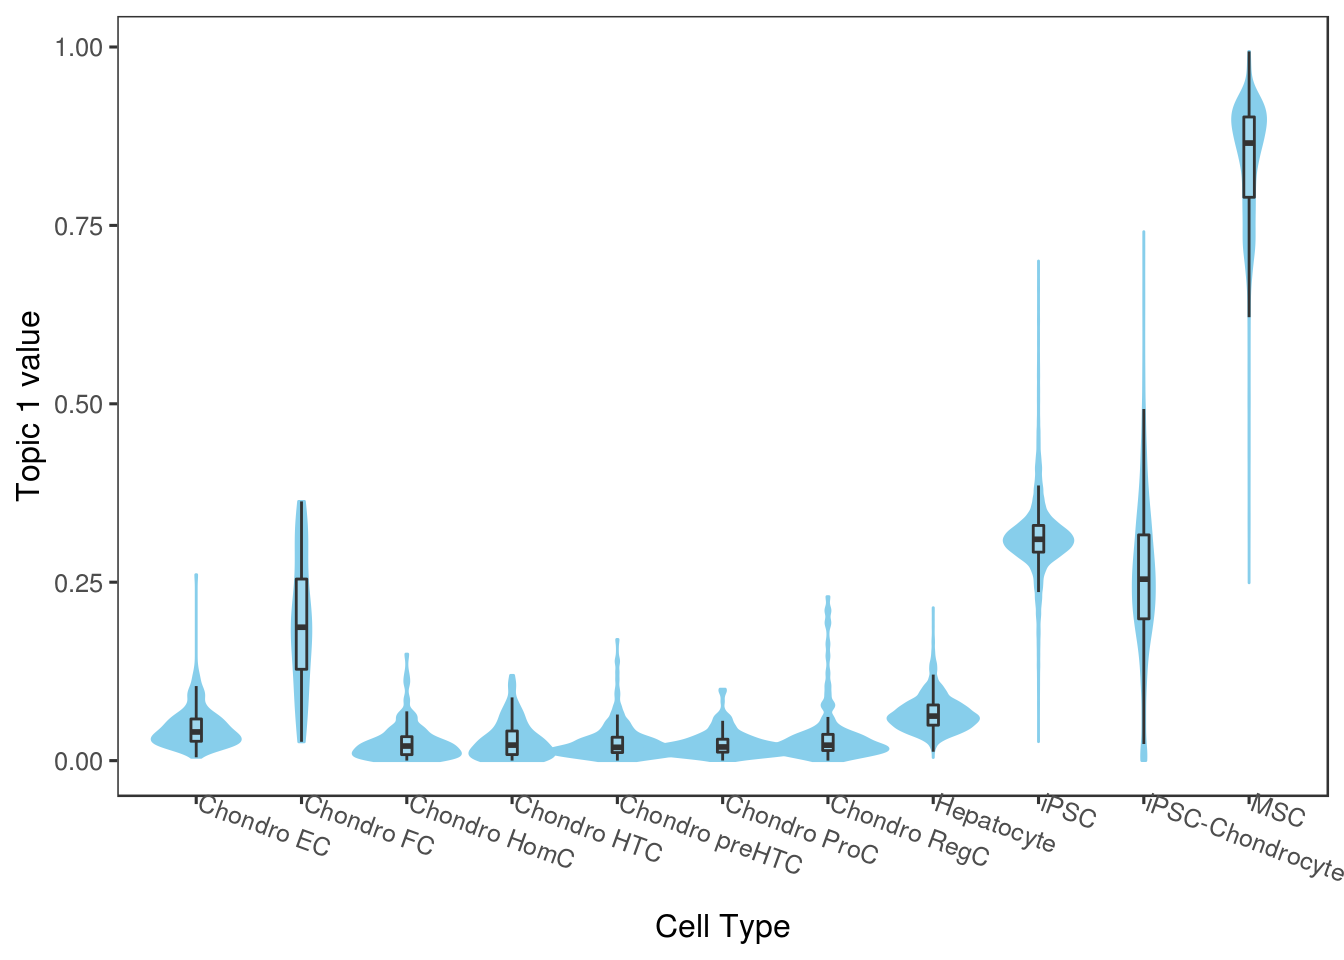 1.00
0.75
0.50
0.25
0.00
Topic 1 value
Chondro EC
Chondro FC
Chondro HomC
Chondro HTC
Chondro preHTC
Chondro ProC
Chondro RegC
Hepatocyte
iPSC
iPSC-Chondrocyte
MSC
Cell Type